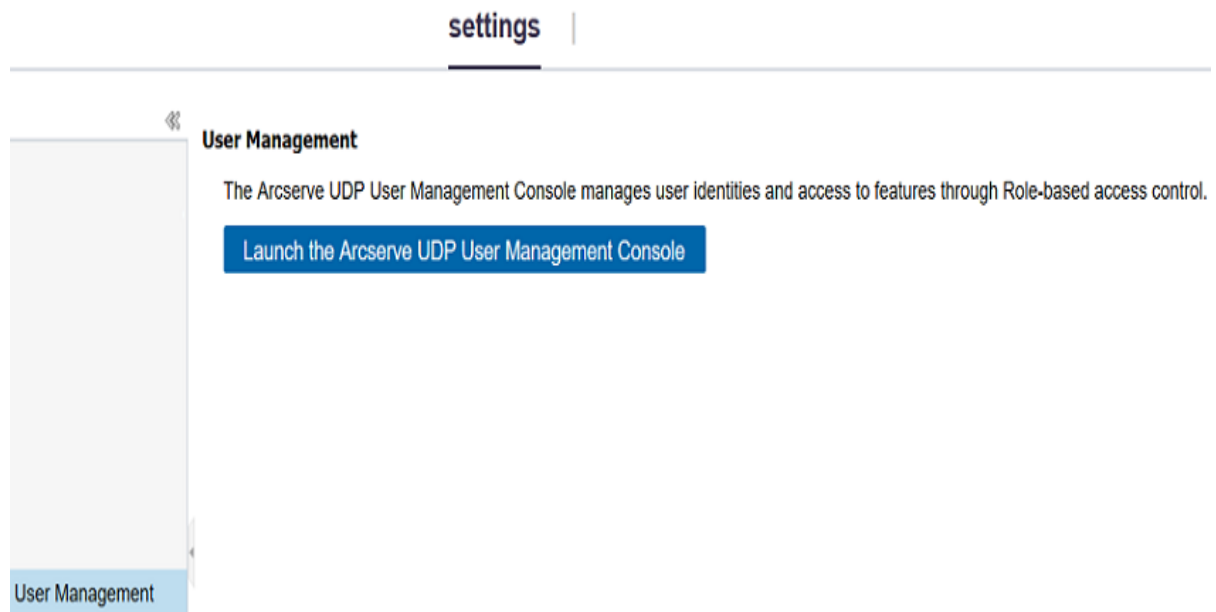 settings
User Management
The Arcserve UDP User Management Console manages user identities and access to features through Role-based access control.
Launch the Arcserve UDP User Management Console
User Management